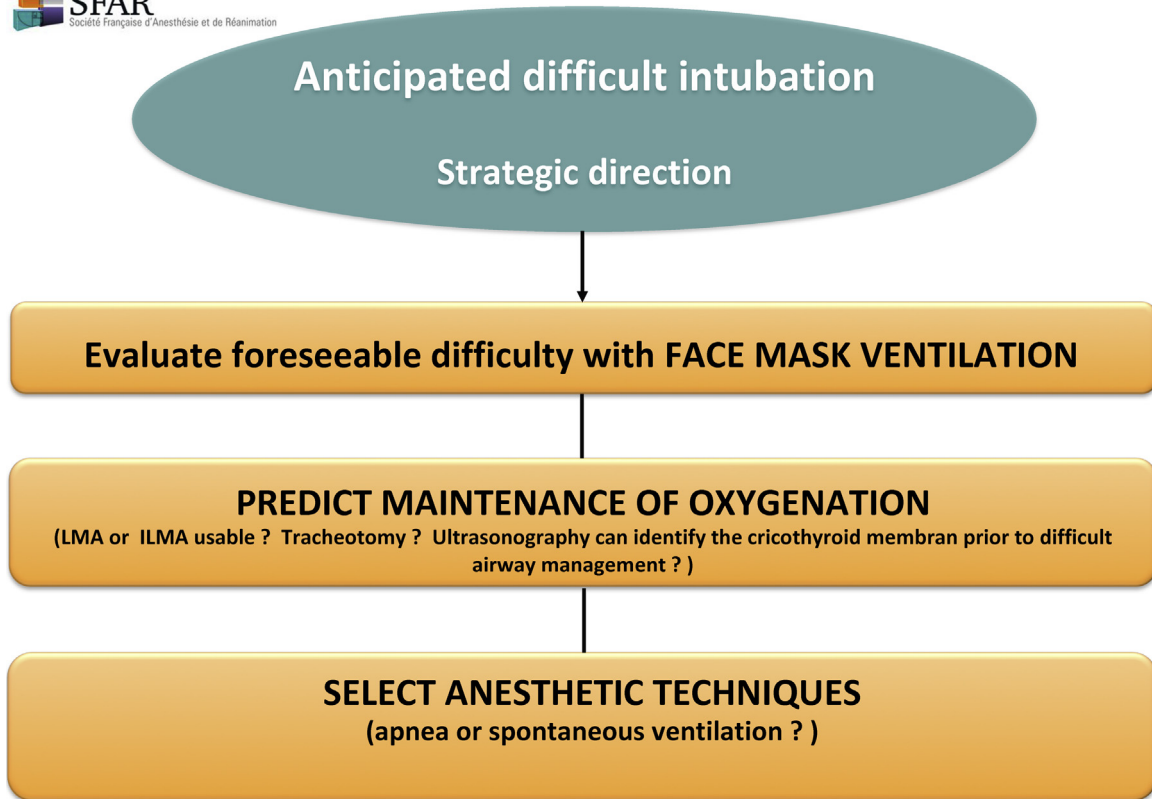 SFAR
Société Française d'Anesthésie et de Réanimation
Anticipated difficult intubation
Strategic direction
Evaluate foreseeable difficulty with FACE MASK VENTILATION
PREDICT MAINTENANCE OF OXYGENATION
(LMA or ILMA usable ? Tracheotomy ? Ultrasonography can identify the cricothyroid membran prior to difficult
airway management ? )
SELECT ANESTHETIC TECHNIQUES
(apnea or spontaneous ventilation ? )